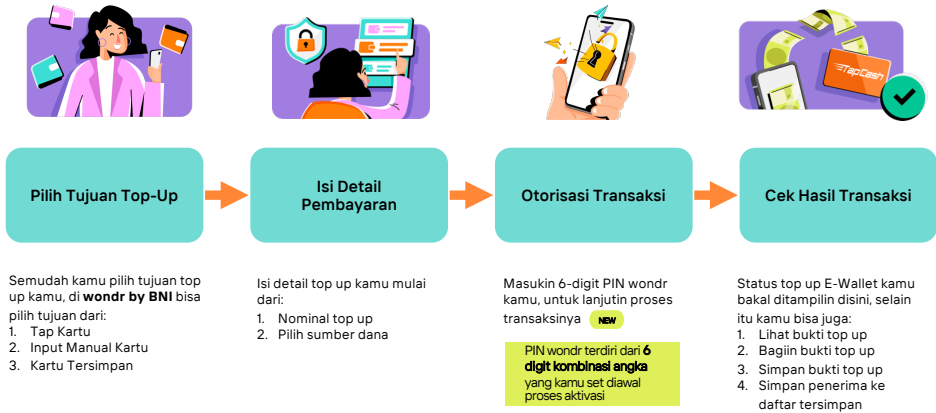 TapCash
Pilih Tujuan Top-Up
Isi Detail
Pembayaran
Otorisasi Transaksi
Cek Hasil Transaksi
Semudah kamu pilih tujuan top
up kamu, di wondr by BNI bisa
pilih tujuan dari:
1. Tap Kartu
2. Input Manual Kartu
3. Kartu Tersimpan
Isi detail top up kamu mulai
dari:
1. Nominal top up
2. Pilih sumber dana
Masukin 6-digit PIN wondr
kamu, untuk lanjutin proses
transaksinya NEW
PIN wondr terdiri dari 6
digit kombinasi angka
yang kamu set diawal
proses aktivasi
Status top up E-Wallet kamu
bakal ditampilin disini, selain
itu kamu bisa juga:
1. Lihat bukti top up
2. Bagiin bukti top up
3. Simpan bukti top up
4. Simpan penerima ke
daftar tersimpan